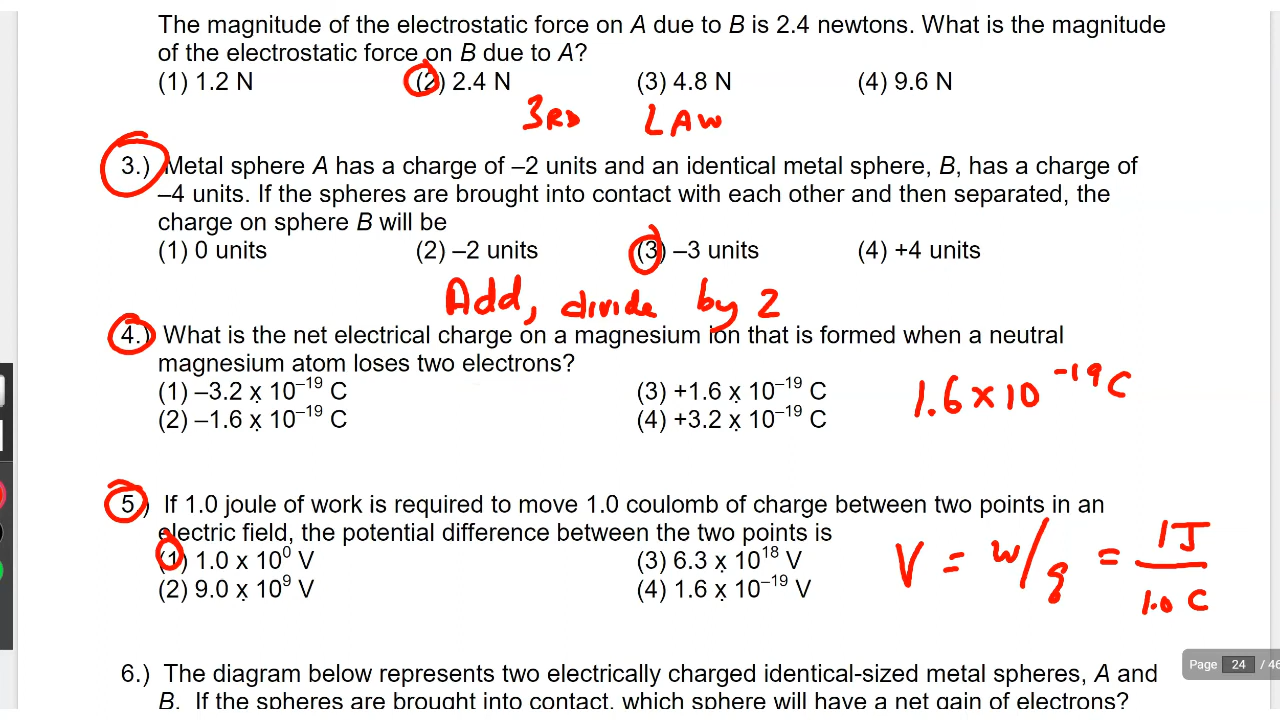 The magnitude of the electrostatic force on A due to B is 2.4 newtons. What is the magnitude
of the electrostatic force on B due to A?
(1) 1.2 N (2) 2.4 N (3) 4.8 N (4) 9.6 N
3RD LAW
3.) Metal sphere A has a charge of –2 units and an identical metal sphere, B, has a charge of
–4 units. If the spheres are brought into contact with each other and then separated, the
charge on sphere B will be
(1) 0 units (2) –2 units (3) –3 units (4) +4 units
Add, divide by 2
4.) What is the net electrical charge on a magnesium ion that is formed when a neutral
magnesium atom loses two electrons?
(1) –3.2 x 10⁻¹⁹ C (3) +1.6 x 10⁻¹⁹ C
(2) –1.6 x 10⁻¹⁹ C (4) +3.2 x 10⁻¹⁹ C
1.6 x 10⁻¹⁹ C
5.) If 1.0 joule of work is required to move 1.0 coulomb of charge between two points in an
electric field, the potential difference between the two points is
(1) 1.0 x 10⁰ V (3) 6.3 x 10¹⁸ V
(2) 9.0 x 10⁹ V (4) 1.6 x 10⁻¹⁹ V
V = w/q = 1J / 1.0 C
6.) The diagram below represents two electrically charged identical-sized metal spheres, A and
B. If the spheres are brought into contact, which sphere will have a net gain of electrons?
Page 24 / 46